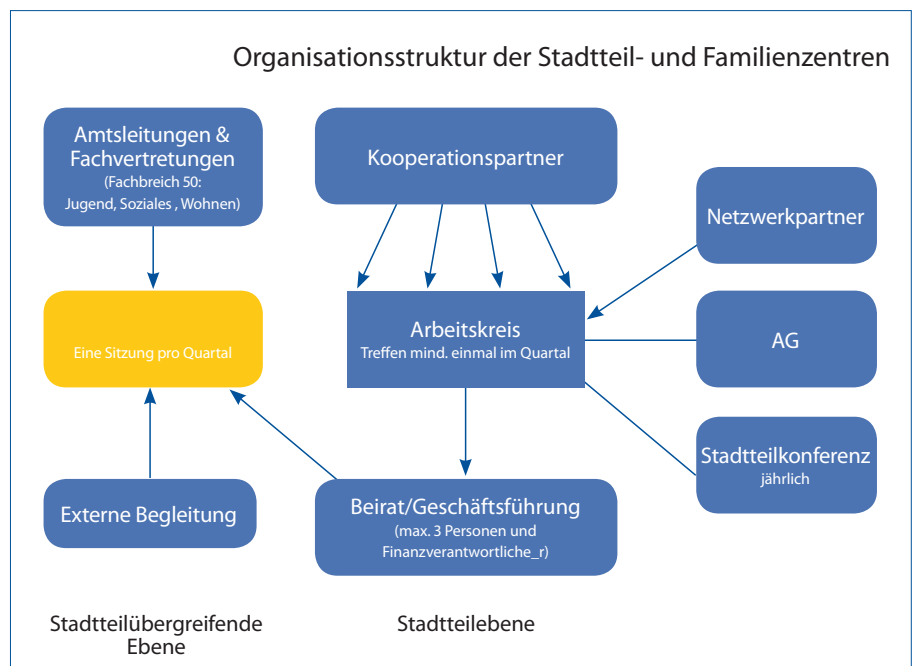 Organisationsstruktur der Stadtteil- und Familienzentren
Amtsleitungen &
Fachvertretungen
(Fachbreich 50:
Jugend, Soziales , Wohnen)
Kooperationspartner
Netzwerkpartner
Eine Sitzung pro Quartal
Arbeitskreis
Treffen mind. einmal im Quartal
AG
Stadtteilkonferenz
jährlich
Externe Begleitung
Beirat/Geschäftsführung
(max. 3 Personen und
Finanzverantwortliche_r)
Stadtteilübergreifende
Ebene
Stadtteilebene